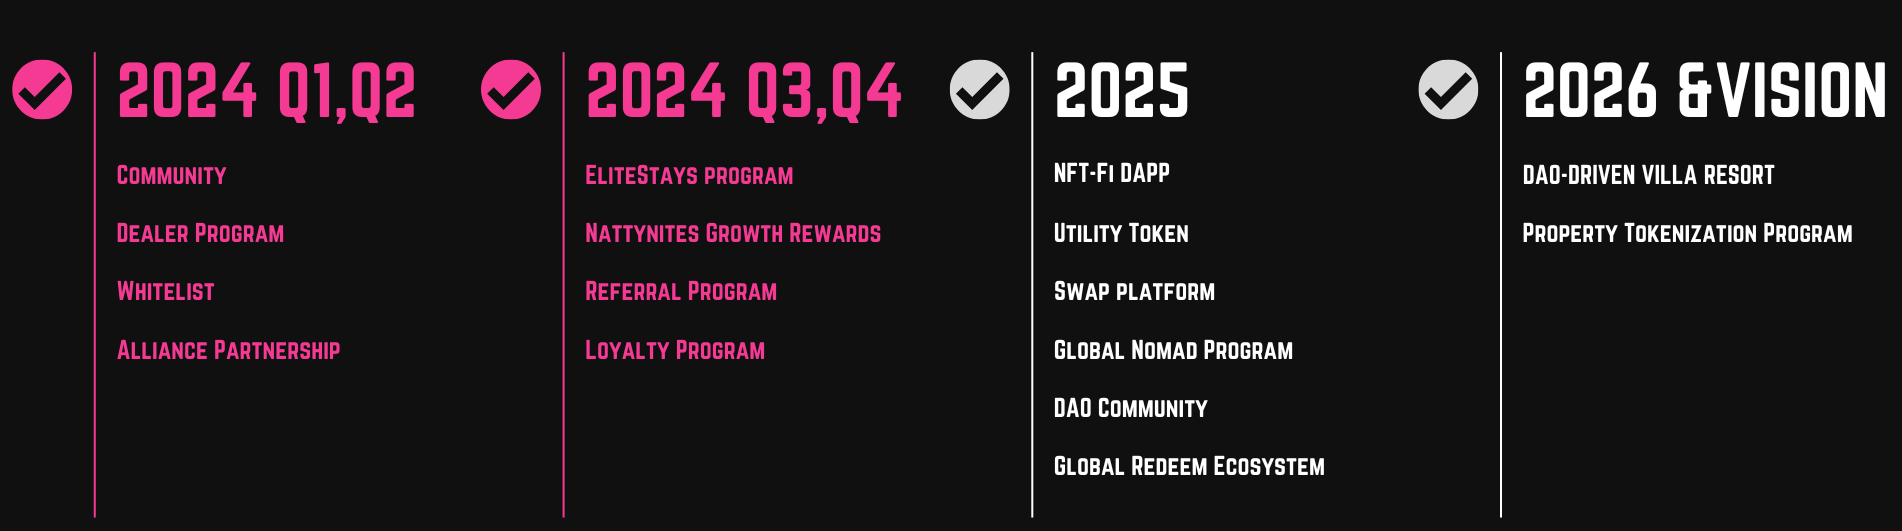 2024 Q1,Q2
Community
Dealer Program
Whitelist
Alliance Partnership
2024 Q3,Q4
EliteStays program
Nattynites Growth Rewards
Referral Program
Loyalty Program
2025
NFT-Fi DAPP
Utility Token
Swap platform
Global Nomad Program
DAO Community
Global Redeem Ecosystem
2026 &VISION
DAO-driven villa resort
Property Tokenization Program